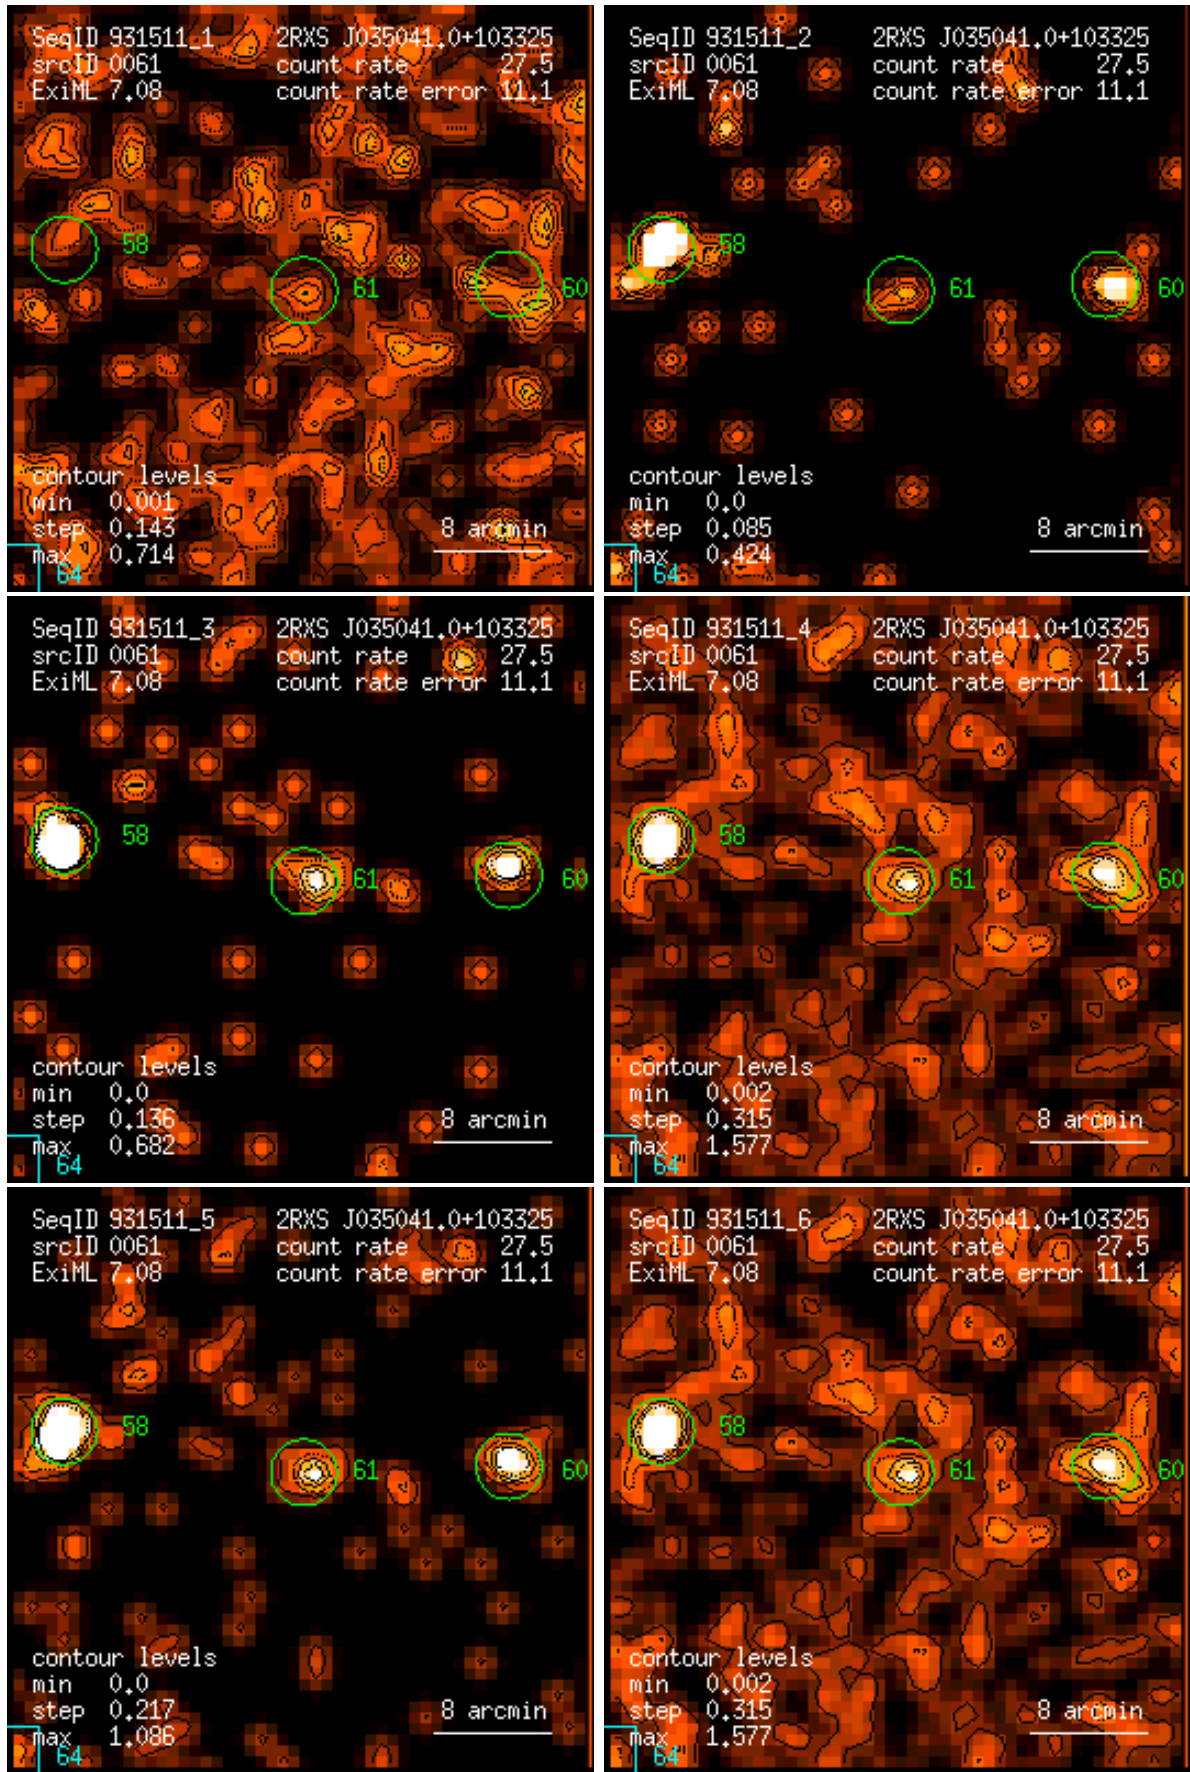 SeqID 931511_1 2RXS J035041.0+103325
srcID 0061 count rate 27.5
ExiML 7.08 count rate error 11.1
58
61
60
contour levels
min 0.001
step 0.143
max 0.714
8 arcmin
64
SeqID 931511_2 2RXS J035041.0+103325
srcID 0061 count rate 27.5
ExiML 7.08 count rate error 11.1
58
61
60
contour levels
min 0.0
step 0.085
max 0.424
8 arcmin
64
SeqID 931511_3 2RXS J035041.0+103325
srcID 0061 count rate 27.5
ExiML 7.08 count rate error 11.1
58
61
60
contour levels
min 0.0
step 0.136
max 0.682
8 arcmin
64
SeqID 931511_4 2RXS J035041.0+103325
srcID 0061 count rate 27.5
ExiML 7.08 count rate error 11.1
58
61
60
contour levels
min 0.002
step 0.315
max 1.577
8 arcmin
64
SeqID 931511_5 2RXS J035041.0+103325
srcID 0061 count rate 27.5
ExiML 7.08 count rate error 11.1
58
61
60
contour levels
min 0.0
step 0.217
max 1.086
8 arcmin
64
SeqID 931511_6 2RXS J035041.0+103325
srcID 0061 count rate 27.5
ExiML 7.08 count rate error 11.1
58
61
60
contour levels
min 0.002
step 0.315
max 1.577
8 arcmin
64